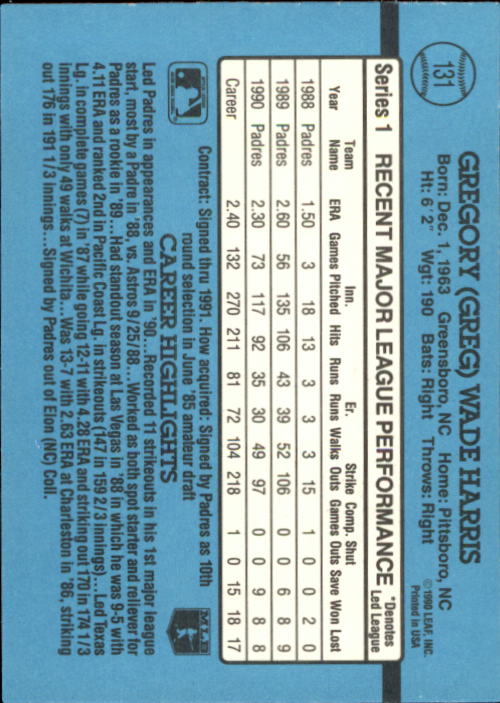 131
GREGORY (GREG) WADE HARRIS
Born: Dec. 1, 1963 Greensboro, NC Home: Pittsboro, NC
Ht: 6' 2" Wgt: 190 Bats: Right Throws: Right
©1990 LEAF, INC.
Printed in USA
Series 1 RECENT MAJOR LEAGUE PERFORMANCE *Denotes Led League
Year Team Name ERA Games Inn. Pitched Hits Runs Er. Runs Walks Strike Outs Comp. Games Shut Outs Save Won Lost
1988 Padres 1.50 3 18 13 3 3 3 15 1 0 0 2 0
1989 Padres 2.60 56 135 106 43 39 52 106 0 0 6 8 9
1990 Padres 2.30 73 117 92 35 30 49 97 0 0 9 8 8
Career 2.40 132 270 211 81 72 104 218 1 0 15 18 17
Contract: Signed thru 1991. How acquired: Signed by Padres as 10th
round selection in June '85 amateur draft
MLB
CAREER HIGHLIGHTS
Led Padres in appearances and ERA in '90...Recorded 11 strikeouts in his 1st major league
start, most by a Padre in '88, vs. Astros 9/25/88...Worked as both spot starter and reliever for
Padres as a rookie in '89...Had standout season at Las Vegas in '88 in which he was 9-5 with
4.11 ERA and ranked 2nd in Pacific Coast Lg. in strikeouts (147 in 159 2/3 innings)...Led Texas
Lg. in complete games (7) in '87 while going 12-11 with 4.28 ERA and striking out 170 in 174 1/3
innings with only 49 walks at Wichita...Was 13-7 with 2.63 ERA at Charleston in '86, striking
out 176 in 191 1/3 innings...Signed by Padres out of Elon (NC) Coll.